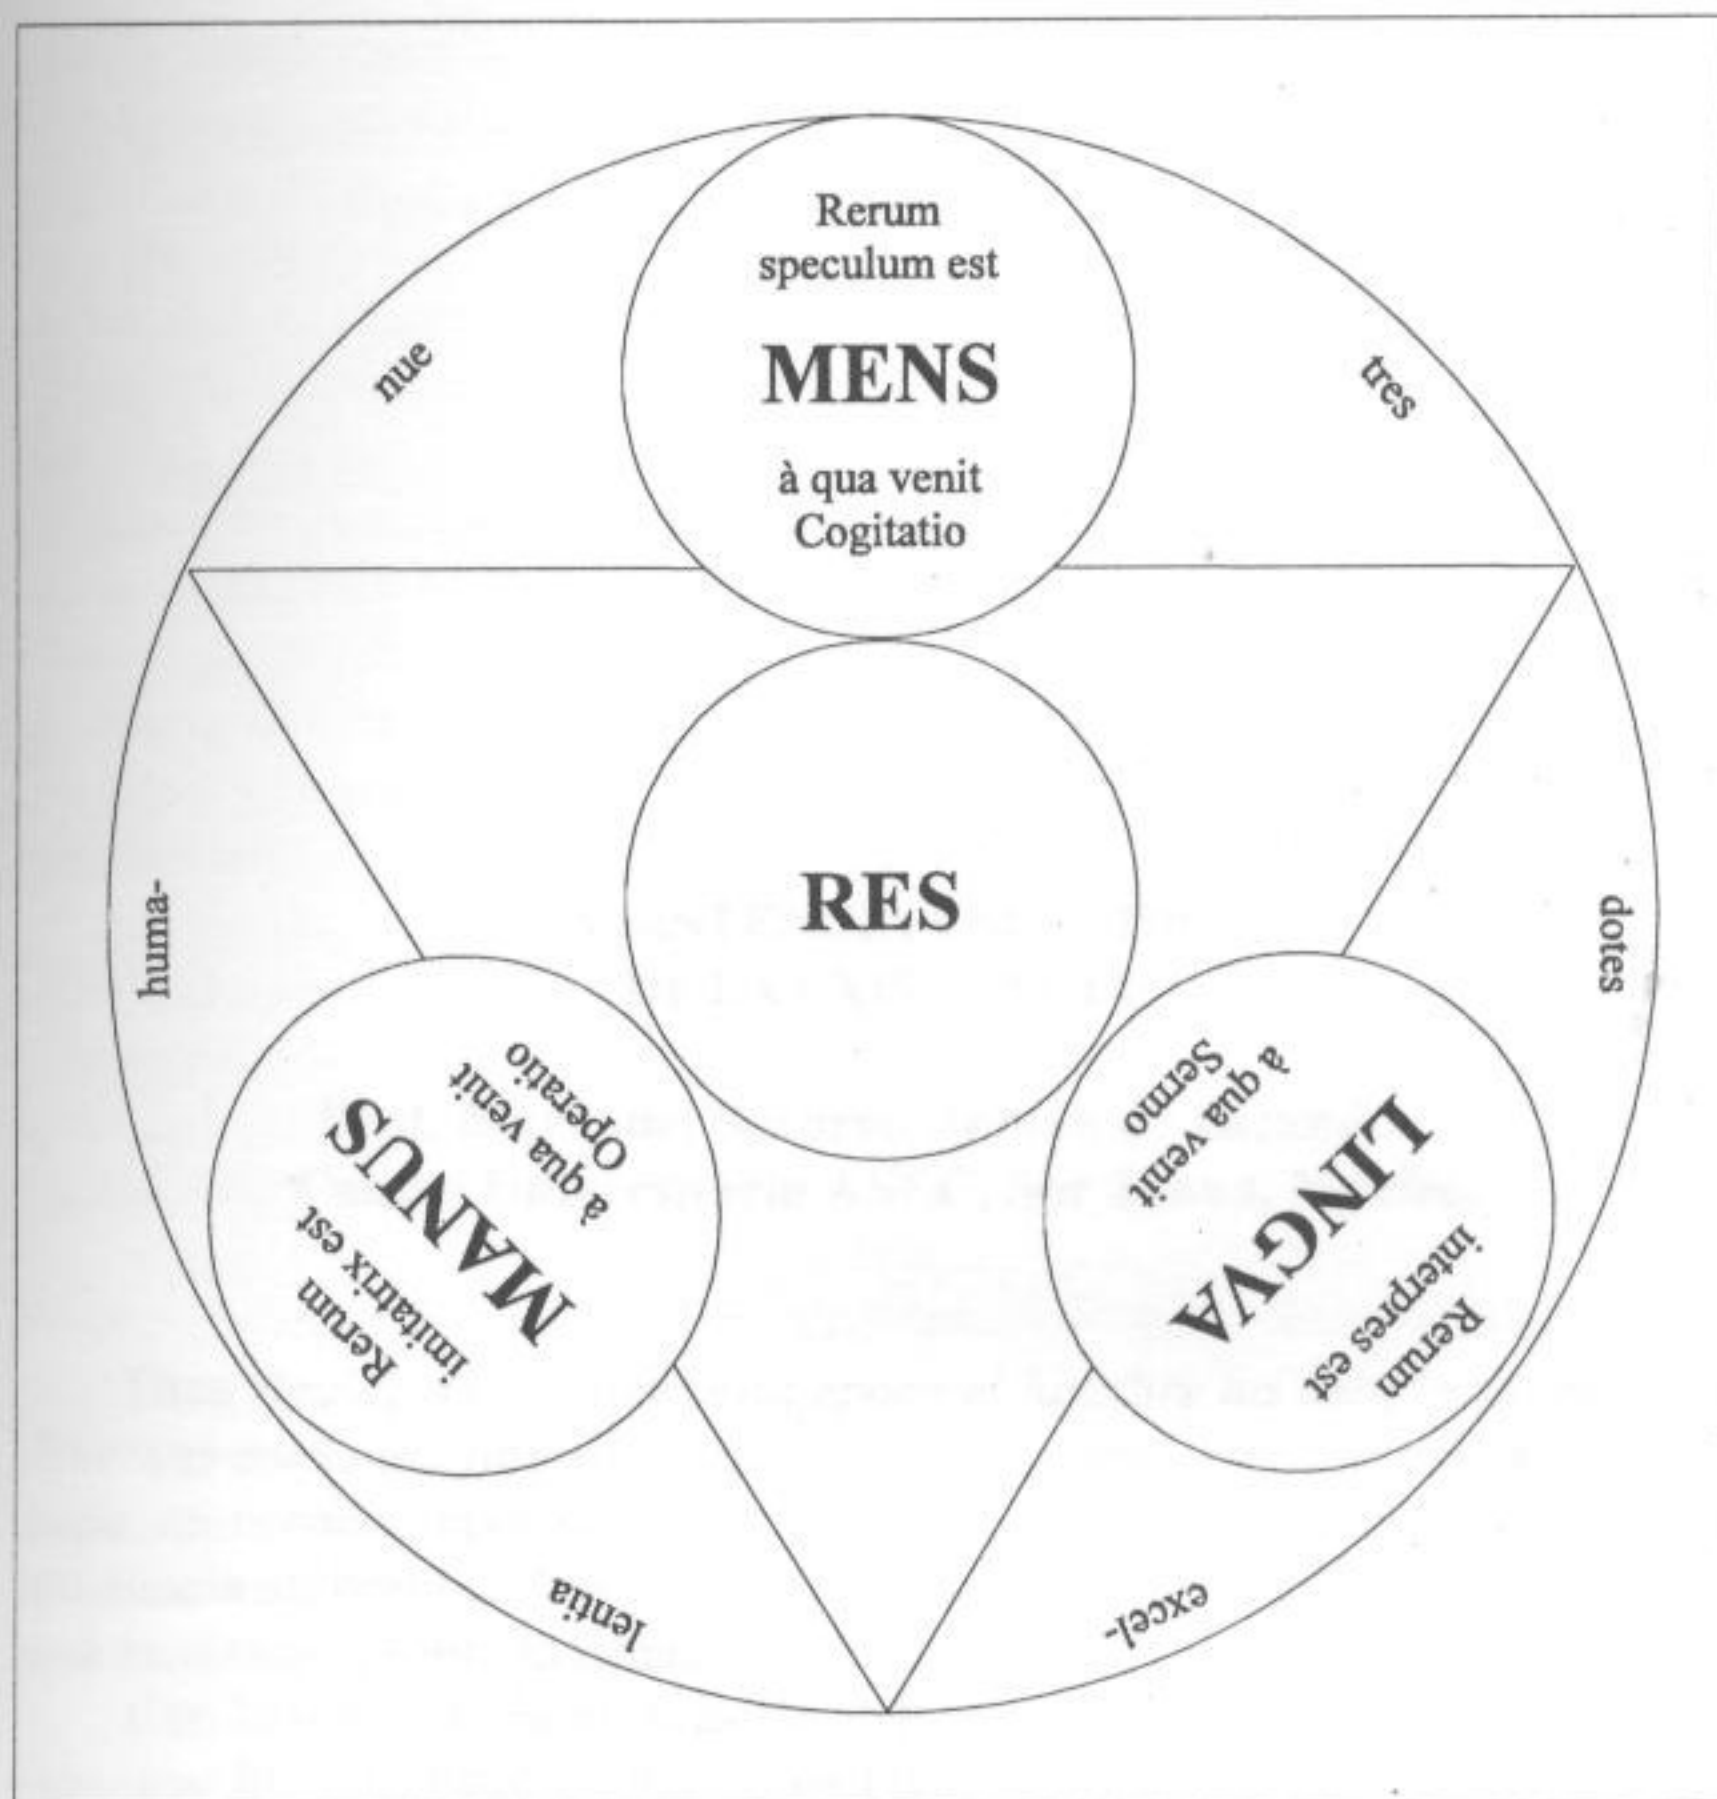 Rerum
speculum est
MENS
à qua venit
Cogitatio
RES
Rerum
interpres est
LINGVA
à qua venit
Sermo
Rerum
imitatrix est
MANUS
à qua venit
Operatio
tres
dotes
excel-
lentia
huma-
nue